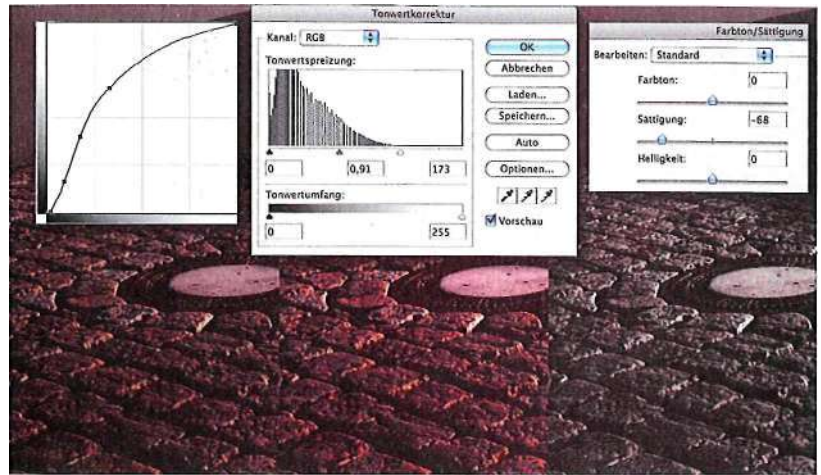 Tonwertkorrektur
Kanal: RGB
Tonwertspreizung:
0 0,91 173
Tonwertumfang:
0 255
OK
Abbrechen
Laden...
Speichern...
Auto
Optionen...
Vorschau
Farbton/Sättigung
Bearbeiten: Standard
Farbton: 0
Sättigung: -68
Helligkeit: 0